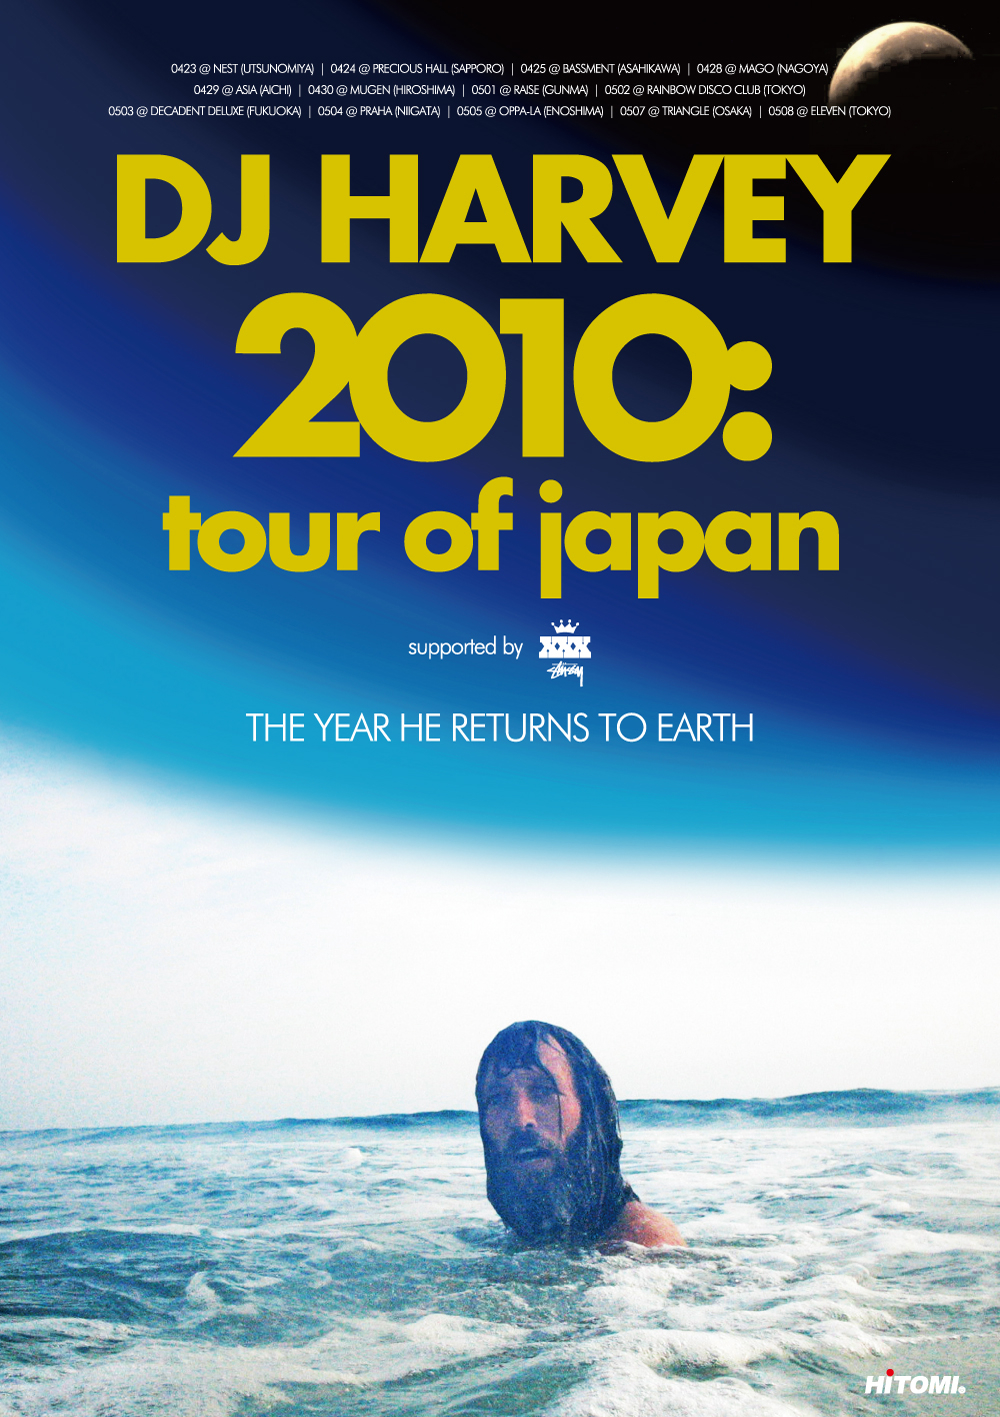 0423 @ NEST (UTSUNOMIYA) | 0424 @ PRECIOUS HALL (SAPPORO) | 0425 @ BASSMENT (ASAHIKAWA) | 0428 @ MAGO (NAGOYA)
0429 @ ASIA (AICHI) | 0430 @ MUGEN (HIROSHIMA) | 0501 @ RAISE (GUNMA) | 0502 @ RAINBOW DISCO CLUB (TOKYO)
0503 @ DECADENT DELUXE (FUKUOKA) | 0504 @ PRAHA (NIIGATA) | 0505 @ OPPA-LA (ENOSHIMA) | 0507 @ TRIANGLE (OSAKA) | 0508 @ ELEVEN (TOKYO)
DJ HARVEY
2010:
tour of japan
supported by XXX
Stüssy
THE YEAR HE RETURNS TO EARTH
HiTOMI.